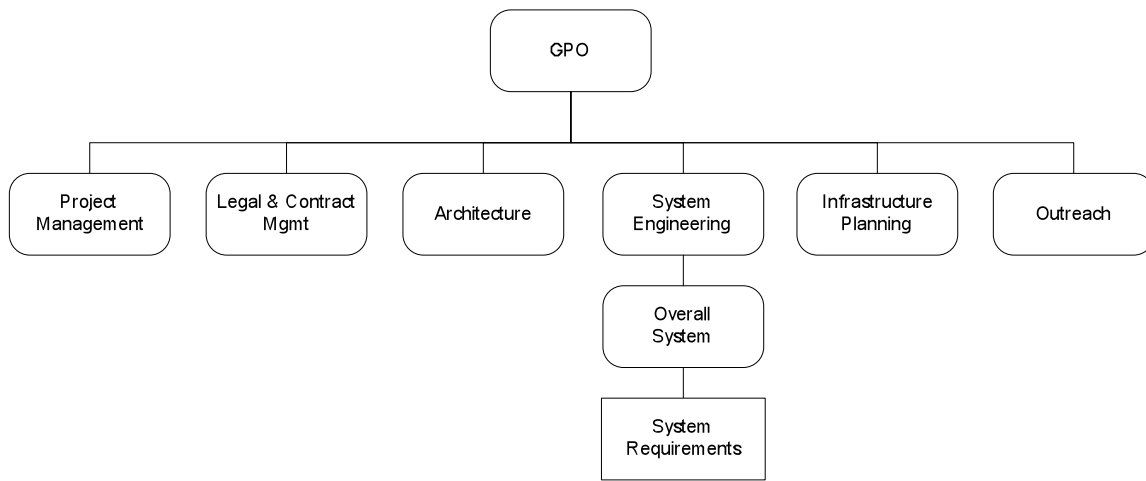 GPO
Project
Management
Legal & Contract
Mgmt
Architecture
System
Engineering
Infrastructure
Planning
Outreach
Overall
System
System
Requirements